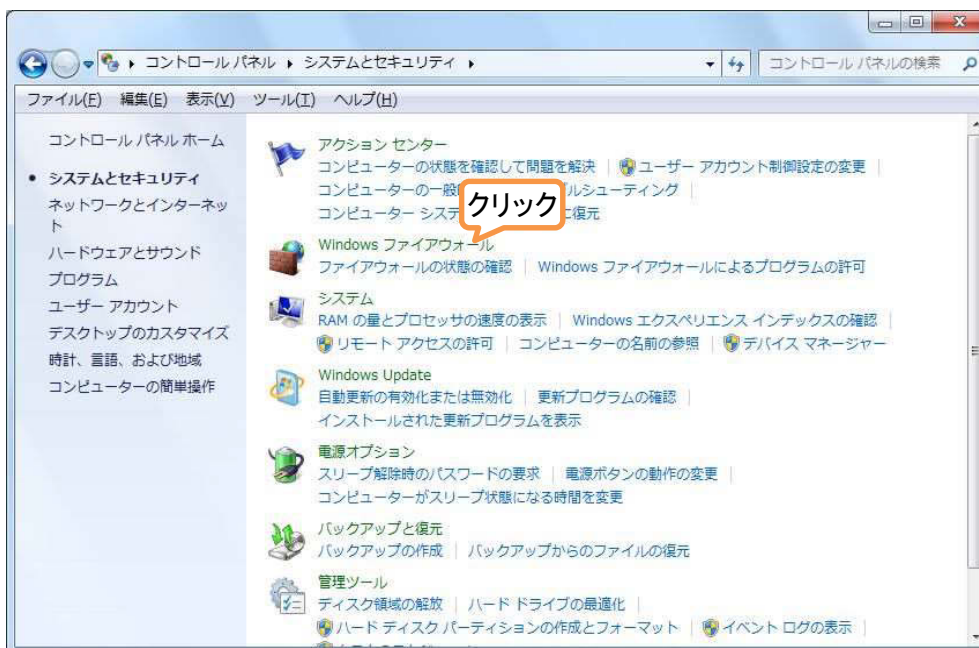 コントロール パネル ▸ システムとセキュリティ ▸
コントロール パネルの検索
ファイル(F) 編集(E) 表示(V) ツール(T) ヘルプ(H)
コントロール パネル ホーム
• システムとセキュリティ
ネットワークとインターネッ
ト
ハードウェアとサウンド
プログラム
ユーザー アカウント
デスクトップのカスタマイズ
時計、言語、および地域
コンピューターの簡単操作
アクション センター
コンピューターの状態を確認して問題を解決 | ユーザー アカウント制御設定の変更
コンピューターの一般 ルシューティング
コンピューター システ に復元
クリック
Windows ファイアウォール
ファイアウォールの状態の確認 | Windows ファイアウォールによるプログラムの許可
システム
RAM の量とプロセッサの速度の表示 | Windows エクスペリエンス インデックスの確認
リモート アクセスの許可 | コンピューターの名前の参照 | デバイス マネージャー
Windows Update
自動更新の有効化または無効化 | 更新プログラムの確認
インストールされた更新プログラムを表示
電源オプション
スリープ解除時のパスワードの要求 | 電源ボタンの動作の変更
コンピューターがスリープ状態になる時間を変更
バックアップと復元
バックアップの作成 | バックアップからのファイルの復元
管理ツール
ディスク領域の解放 | ハード ドライブの最適化
ハード ディスク パーティションの作成とフォーマット | イベント ログの表示